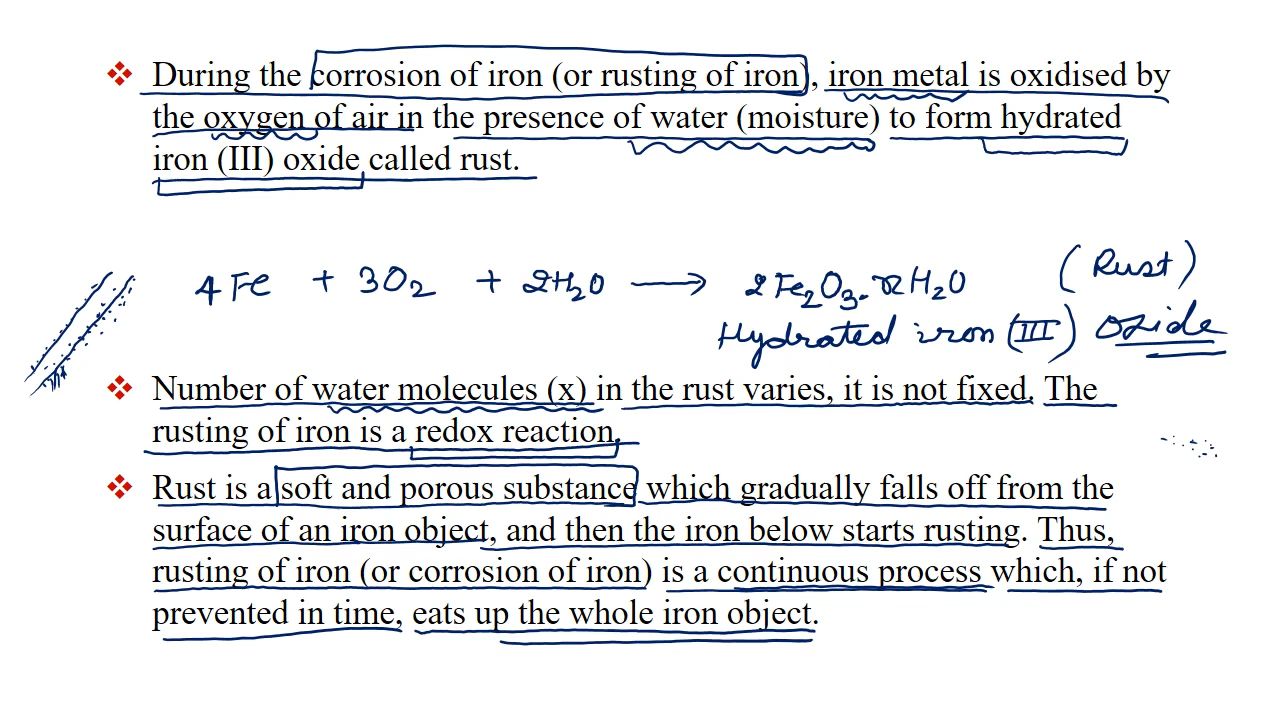 ❖ During the corrosion of iron (or rusting of iron), iron metal is oxidised by
the oxygen of air in the presence of water (moisture) to form hydrated
iron (III) oxide called rust.
4Fe + 3O₂ + 2H₂O ⟶ 2Fe₂O₃.xH₂O (Rust)
Hydrated iron (III) Oxide
❖ Number of water molecules (x) in the rust varies, it is not fixed. The
rusting of iron is a redox reaction.
❖ Rust is a soft and porous substance which gradually falls off from the
surface of an iron object, and then the iron below starts rusting. Thus,
rusting of iron (or corrosion of iron) is a continuous process which, if not
prevented in time, eats up the whole iron object.